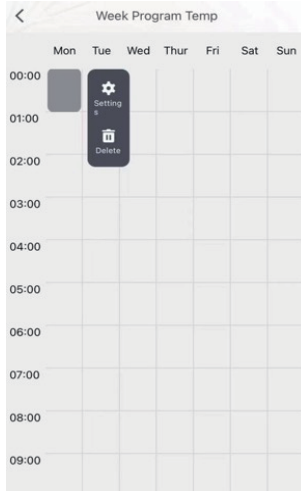 Week Program Temp
Mon Tue Wed Thur Fri Sat Sun
00:00
Setting
s
01:00
Delete
02:00
03:00
04:00
05:00
06:00
07:00
08:00
09:00